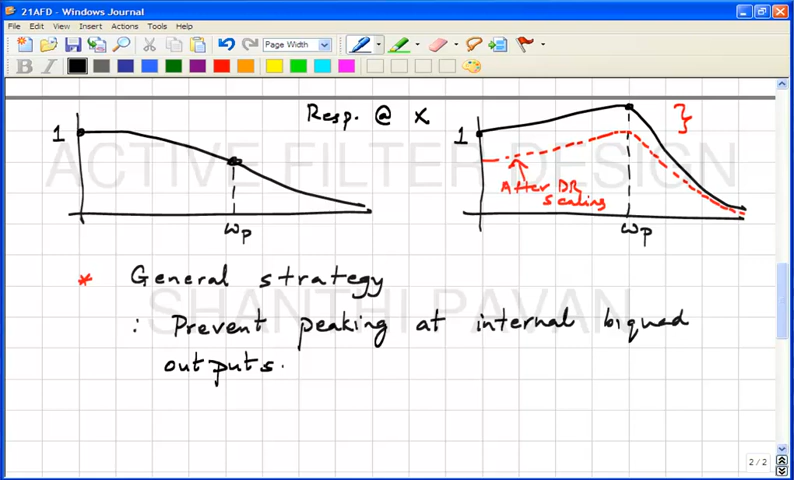 21AFD - Windows Journal
File Edit View Insert Actions Tools Help
Page Width
B I
Resp. @ X
1
1
ACTIVE FILTER DESIGN
After DR
scaling
ωp
ωp
* General strategy
SHANTHI PAVAN
: Prevent peaking at internal biquad
outputs.
2 / 2